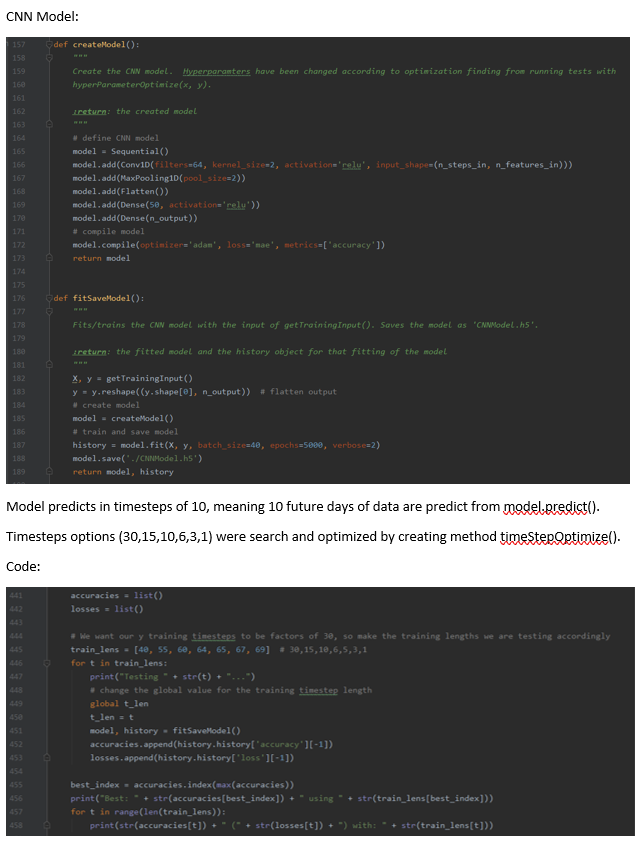 CNN Model:
157 def createModel():
158 """
159 Create the CNN model. Hyperparamters have been changed according to optimization finding from running tests with
160 hyperParameterOptimize(x, y).
161
162 :return: the created model
163 """
164 # define CNN model
165 model = Sequential()
166 model.add(Conv1D(filters=64, kernel_size=2, activation='relu', input_shape=(n_steps_in, n_features_in)))
167 model.add(MaxPooling1D(pool_size=2))
168 model.add(Flatten())
169 model.add(Dense(50, activation='relu'))
170 model.add(Dense(n_output))
171 # compile model
172 model.compile(optimizer='adam', loss='mae', metrics=['accuracy'])
173 return model
174
175
176 def fitSaveModel():
177 """
178 Fits/trains the CNN model with the input of getTrainingInput(). Saves the model as 'CNNModel.h5'.
179
180 :return: the fitted model and the history object for that fitting of the model
181 """
182 X, y = getTrainingInput()
183 y = y.reshape((y.shape[0], n_output)) # flatten output
184 # create model
185 model = createModel()
186 # train and save model
187 history = model.fit(X, y, batch_size=40, epochs=5000, verbose=2)
188 model.save('./CNNModel.h5')
189 return model, history
Model predicts in timesteps of 10, meaning 10 future days of data are predict from model.predict().
Timesteps options (30,15,10,6,3,1) were search and optimized by creating method timeStepOptimize().
Code:
441 accuracies = list()
442 losses = list()
443
444 # We want our y training timesteps to be factors of 30, so make the training lengths we are testing accordingly
445 train_lens = [40, 55, 60, 64, 65, 67, 69] # 30,15,10,6,5,3,1
446 for t in train_lens:
447 print("Testing " + str(t) + "...")
448 # change the global value for the training timestep length
449 global t_len
450 t_len = t
451 model, history = fitSaveModel()
452 accuracies.append(history.history['accuracy'][-1])
453 losses.append(history.history['loss'][-1])
454
455 best_index = accuracies.index(max(accuracies))
456 print("Best: " + str(accuracies[best_index]) + " using " + str(train_lens[best_index]))
457 for t in range(len(train_lens)):
458 print(str(accuracies[t]) + " (" + str(losses[t]) + ") with: " + str(train_lens[t]))